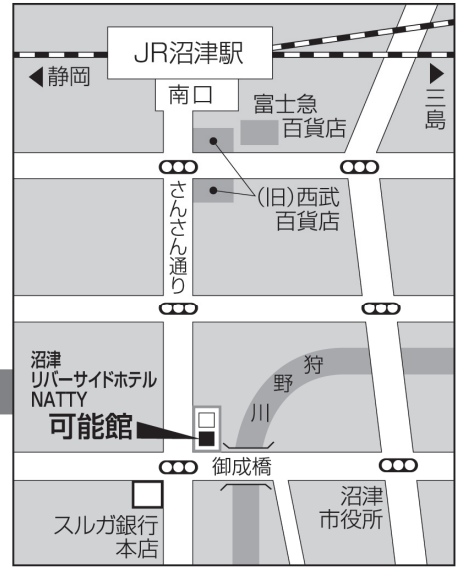 JR沼津駅
◀静岡
南口
富士急
百貨店
▶
三島
(旧)西武
百貨店
さんさん通り
沼津
リバーサイドホテル
NATTY
可能館
狩野川
御成橋
スルガ銀行
本店
沼津
市役所